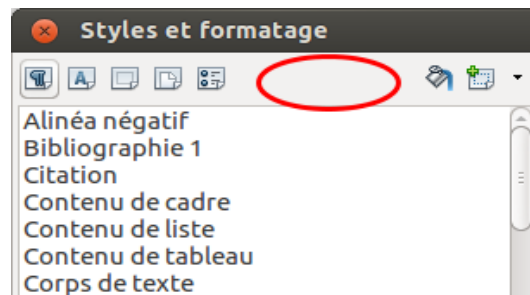 Styles et formatage
Alinéa négatif
Bibliographie 1
Citation
Contenu de cadre
Contenu de liste
Contenu de tableau
Corps de texte